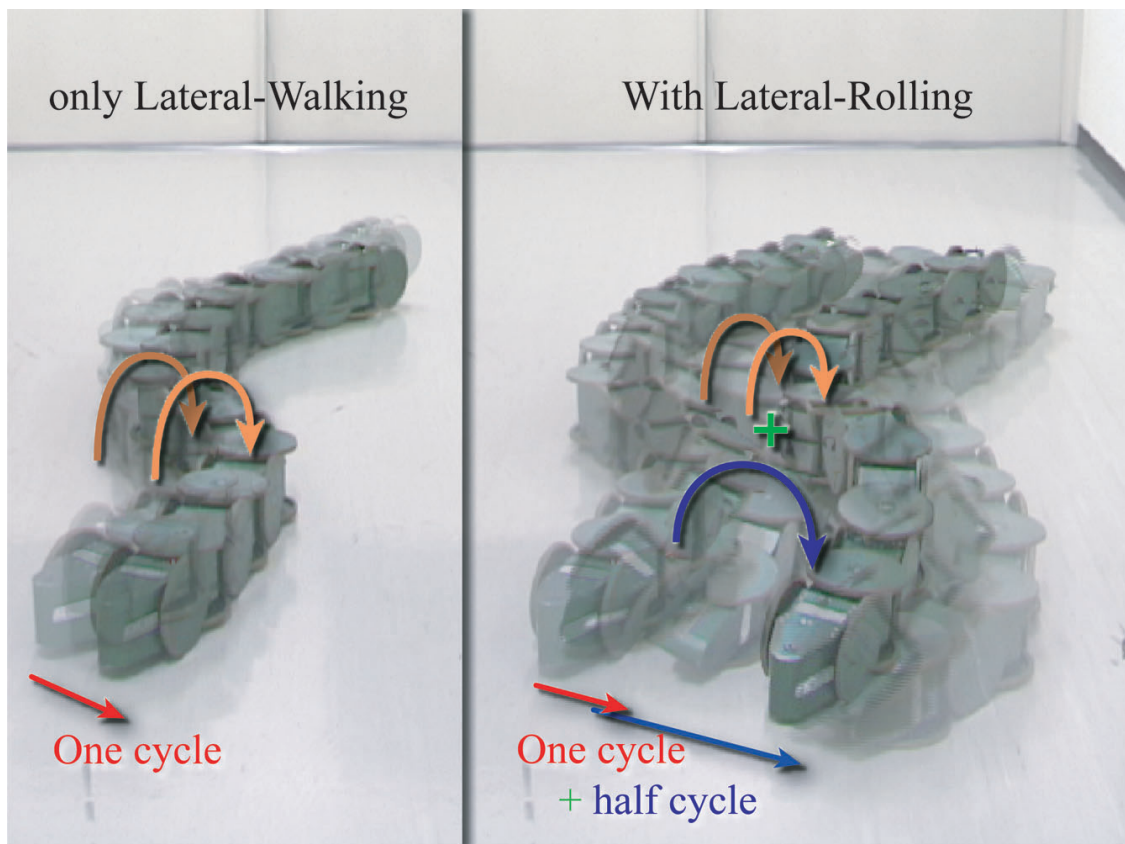 only Lateral-Walking
With Lateral-Rolling
+
One cycle
One cycle
+ half cycle